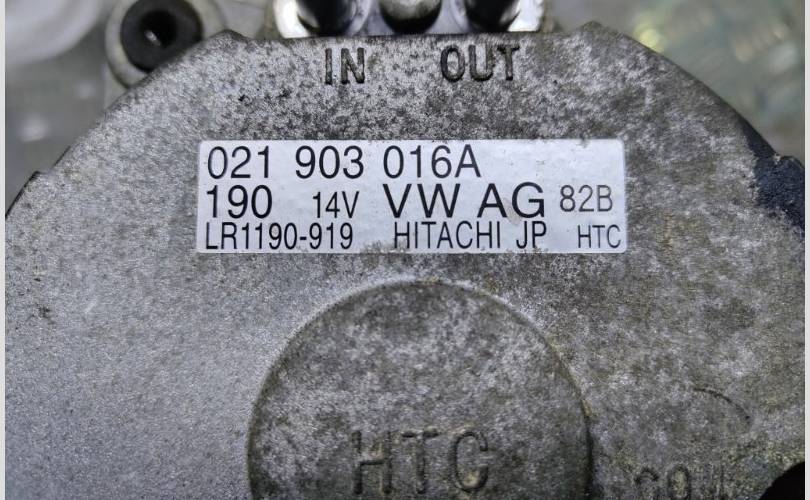 IN OUT
021 903 016A
190 14V VW AG 82B
LR1190-919 HITACHI JP HTC
HTC